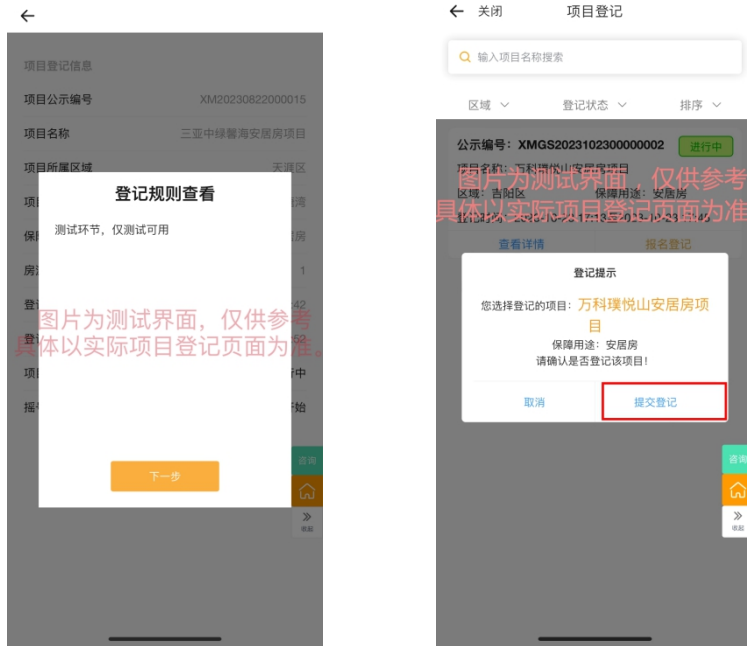 项目登记信息
项目公示编号 XM20230822000015
项目名称 三亚中绿馨海安居房项目
项目所属区域 天涯区
登记规则查看
测试环节，仅测试可用
图片为测试界面，仅供参考
具体以实际项目登记页面为准。
下一步
咨询
收起
关闭 项目登记
输入项目名称搜索
区域 登记状态 排序
公示编号：XMGS2023102300000002 进行中
项目名称：万科璞悦山安居房项目
图片为测试界面，仅供参考
区域：吉阳区 保障用途：安居房
具体以实际项目登记页面为准
查看详情 报名登记
登记提示
您选择登记的项目：万科璞悦山安居房项
目
保障用途：安居房
请确认是否登记该项目！
取消 提交登记
咨询
收起